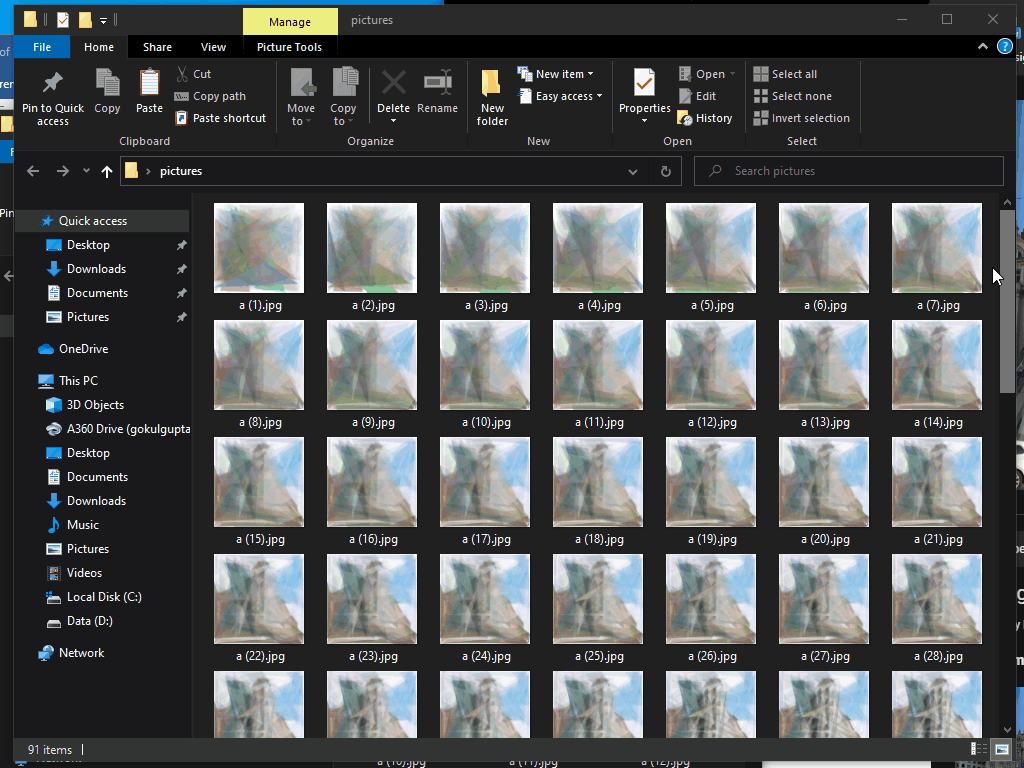 Manage
pictures
File
Home
Share
View
Picture Tools
Pin to Quick access
Copy
Paste
Cut
Copy path
Paste shortcut
Clipboard
Move to
Copy to
Delete
Rename
Organize
New folder
New item
Easy access
New
Properties
Open
Edit
History
Open
Select all
Select none
Invert selection
Select
pictures
Search pictures
Quick access
Desktop
Downloads
Documents
Pictures
OneDrive
This PC
3D Objects
A360 Drive (gokulgupta
Desktop
Documents
Downloads
Music
Pictures
Videos
Local Disk (C:)
Data (D:)
Network
a (1).jpg
a (2).jpg
a (3).jpg
a (4).jpg
a (5).jpg
a (6).jpg
a (7).jpg
a (8).jpg
a (9).jpg
a (10).jpg
a (11).jpg
a (12).jpg
a (13).jpg
a (14).jpg
a (15).jpg
a (16).jpg
a (17).jpg
a (18).jpg
a (19).jpg
a (20).jpg
a (21).jpg
a (22).jpg
a (23).jpg
a (24).jpg
a (25).jpg
a (26).jpg
a (27).jpg
a (28).jpg
91 items